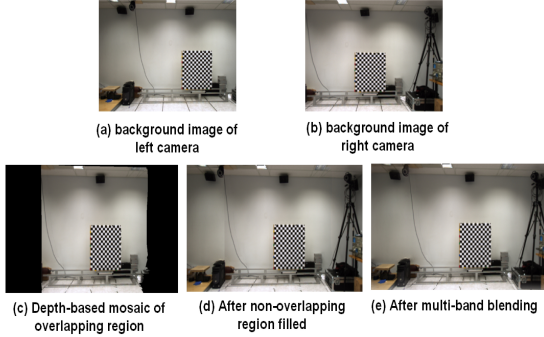 (a) background image of
left camera
(b) background image of
right camera
(c) Depth-based mosaic of
overlapping region
(d) After non-overlapping
region filled
(e) After multi-band blending